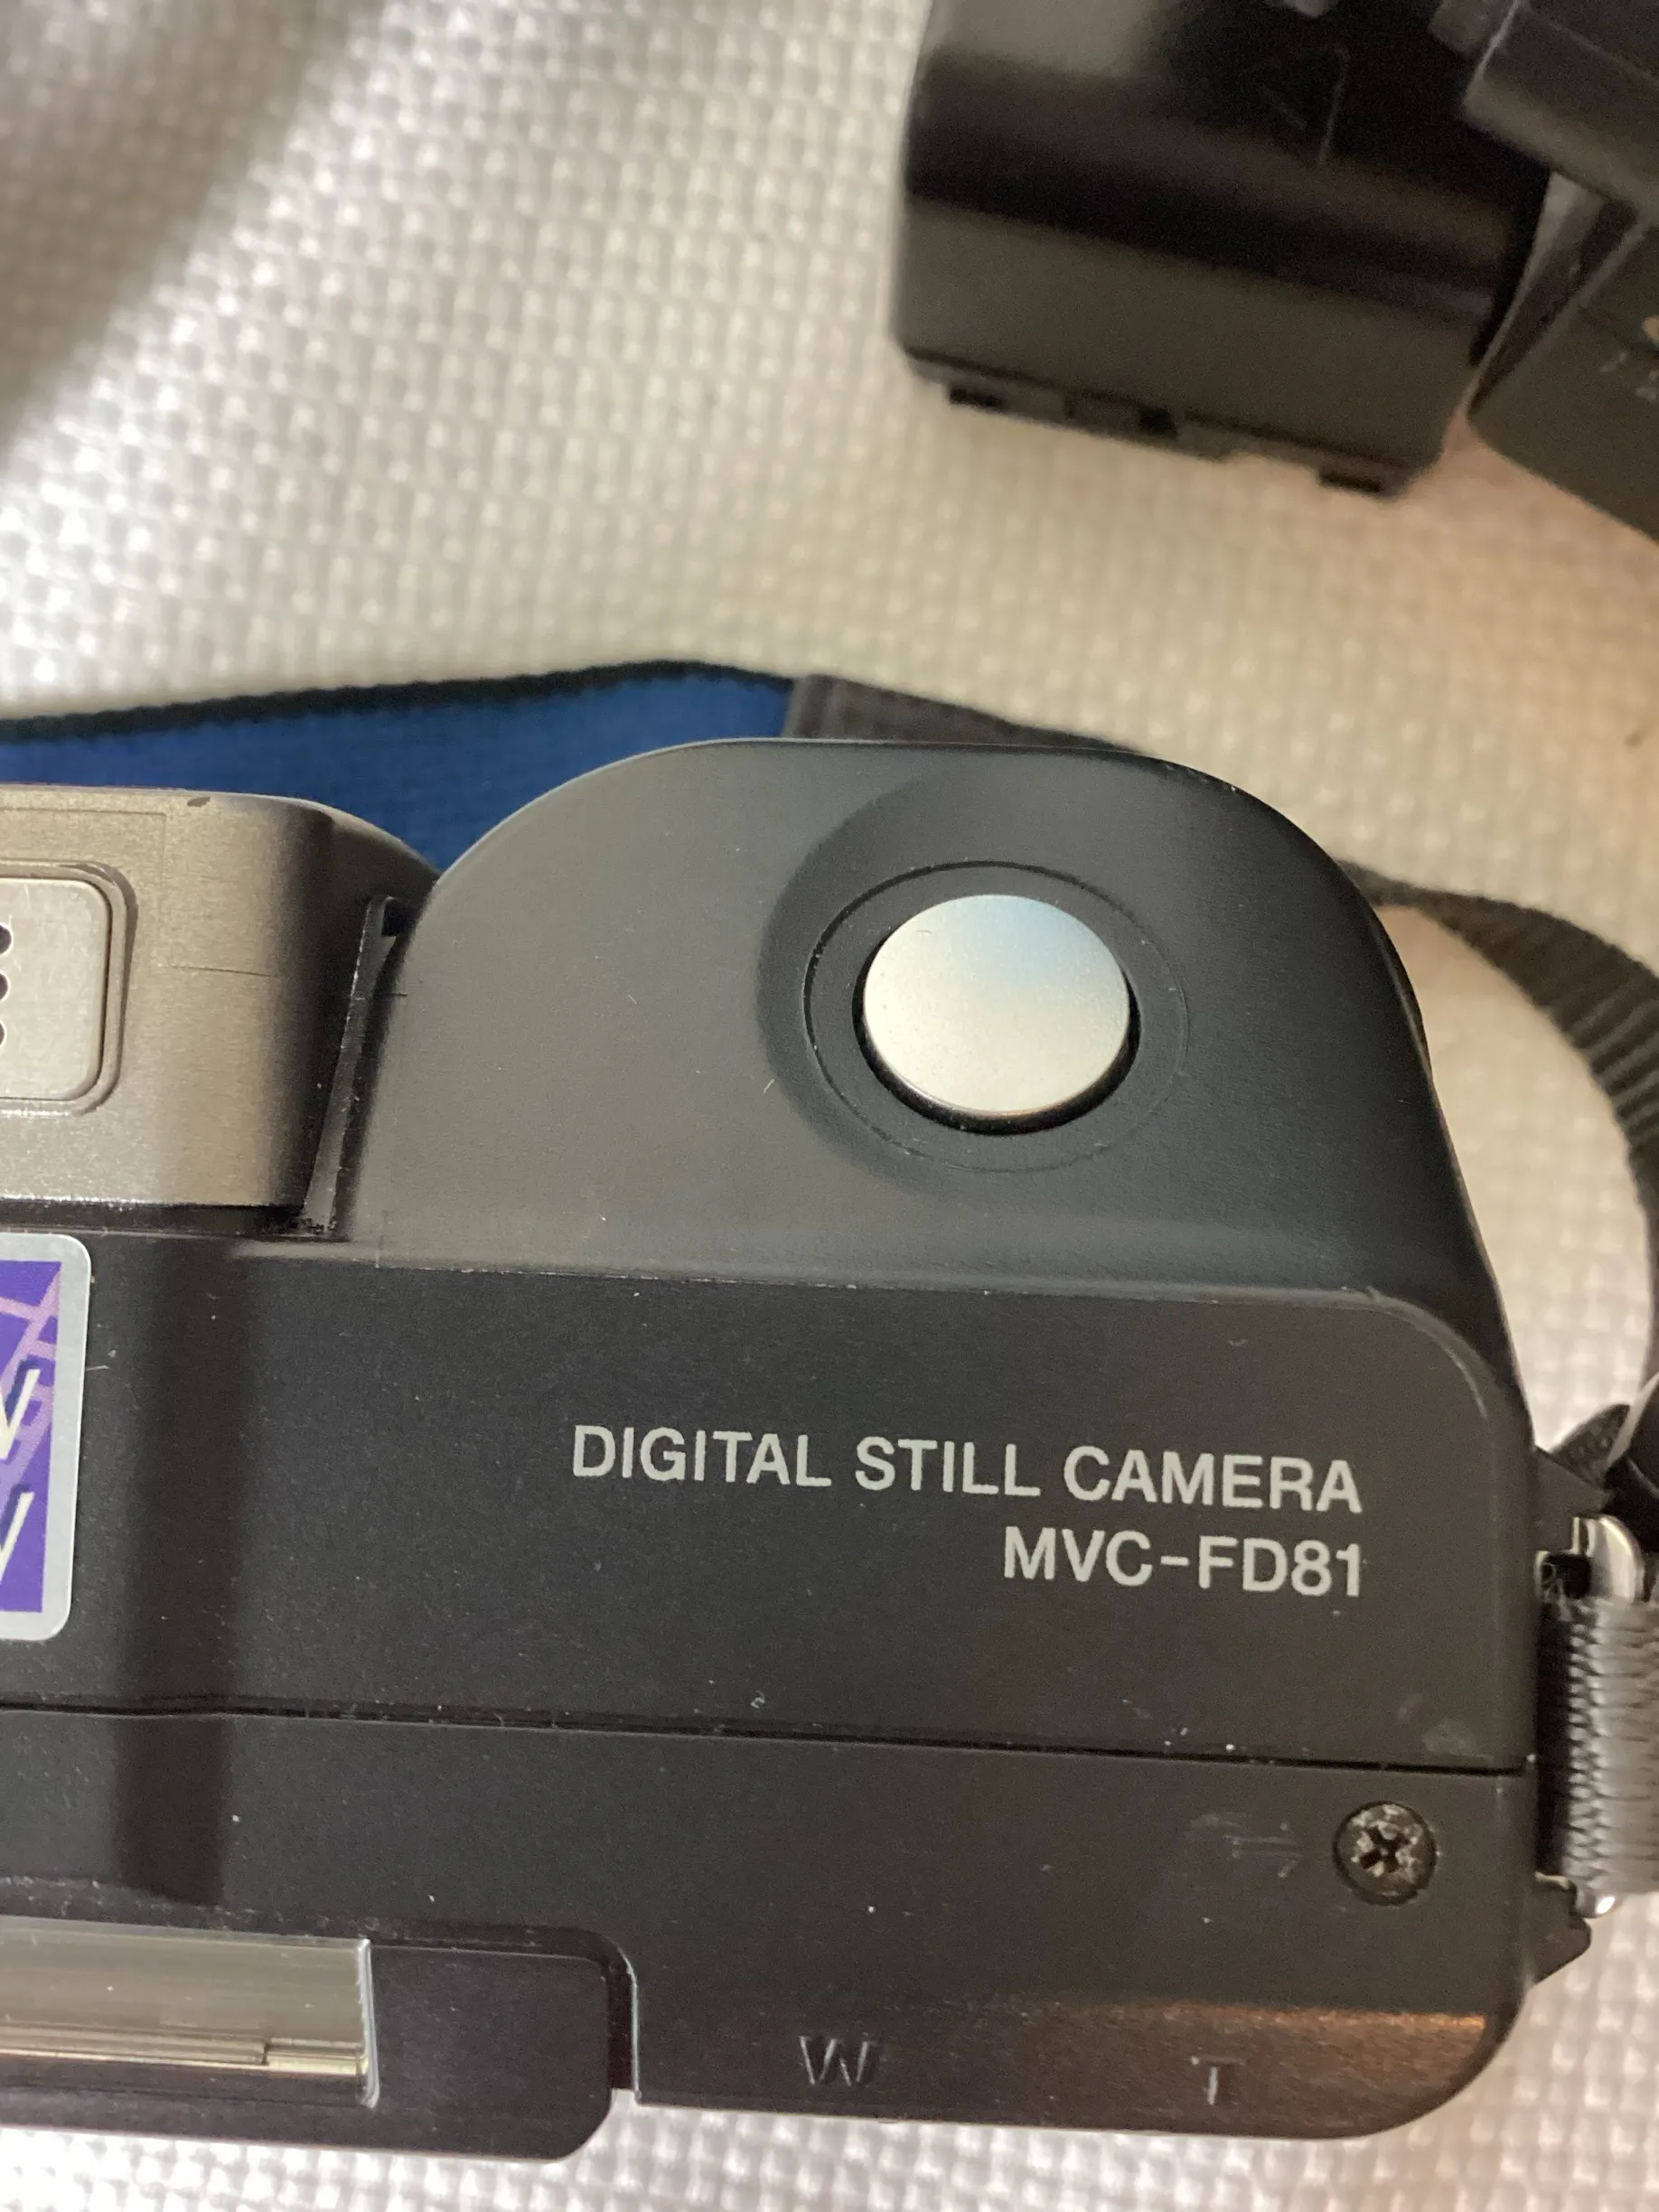 DIGITAL STILL CAMERA
MVC-FD81
W T